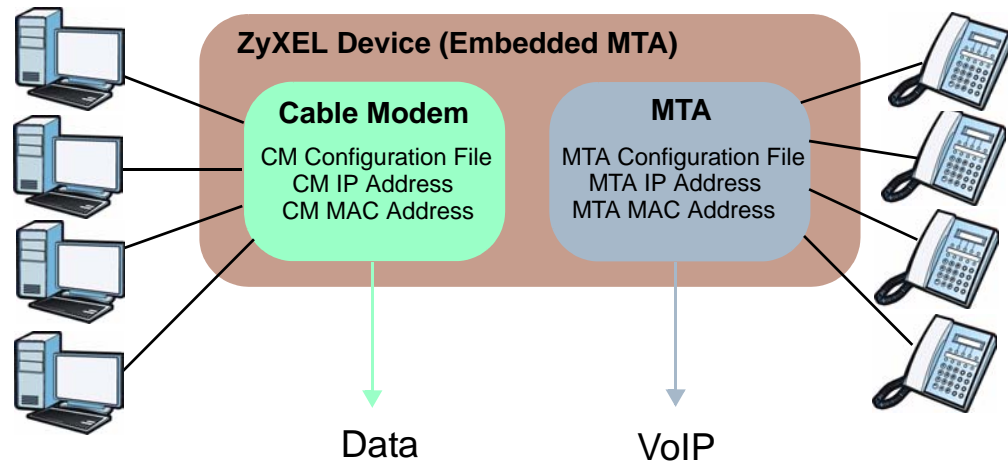 ZyXEL Device (Embedded MTA)
Cable Modem
CM Configuration File
CM IP Address
CM MAC Address
MTA
MTA Configuration File
MTA IP Address
MTA MAC Address
Data
VoIP